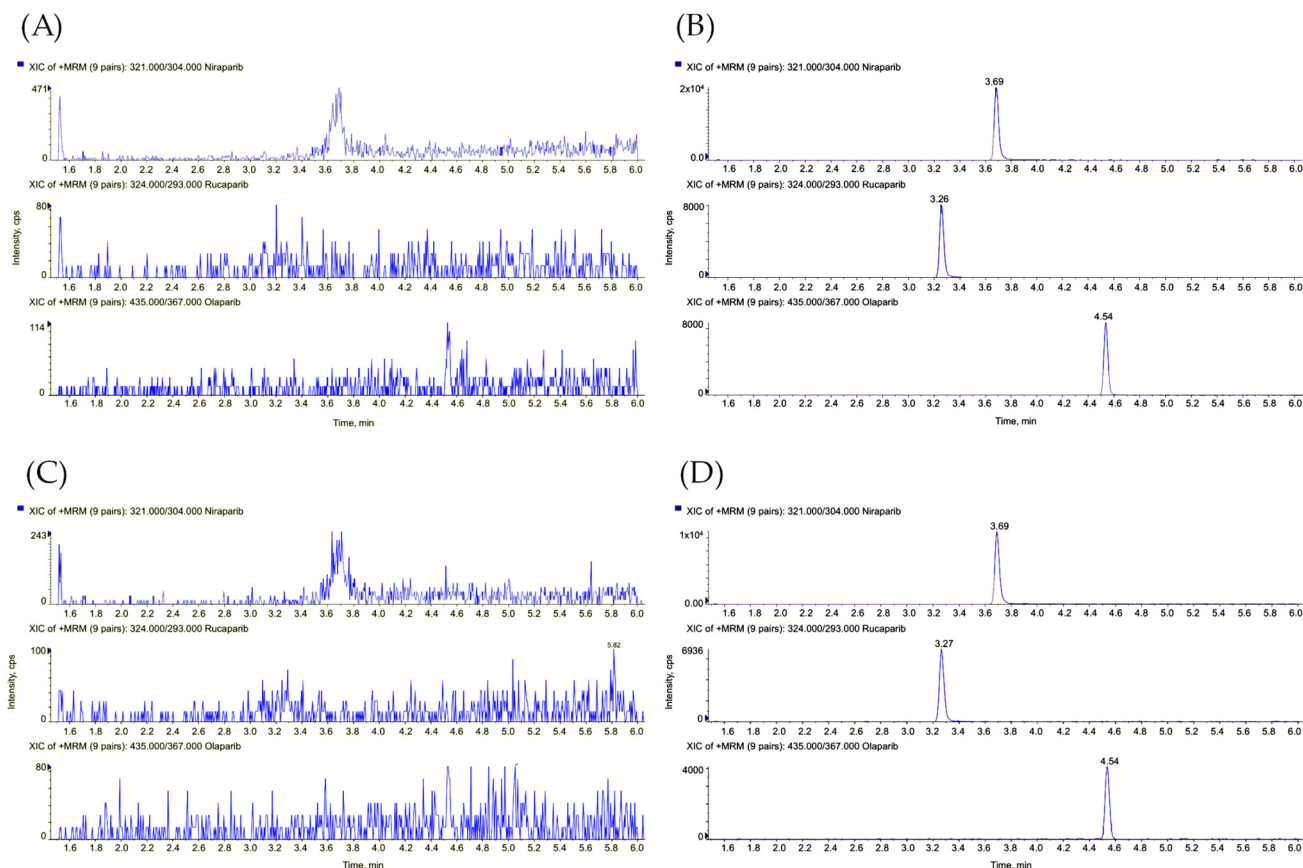 (A)
XIC of +MRM (9 pairs): 321.000/304.000 Niraparib
471
0
1.6 1.8 2.0 2.2 2.4 2.6 2.8 3.0 3.2 3.4 3.6 3.8 4.0 4.2 4.4 4.6 4.8 5.0 5.2 5.4 5.6 5.8 6.0
XIC of +MRM (9 pairs): 324.000/293.000 Rucaparib
80
Intensity, cps
0
1.6 1.8 2.0 2.2 2.4 2.6 2.8 3.0 3.2 3.4 3.6 3.8 4.0 4.2 4.4 4.6 4.8 5.0 5.2 5.4 5.6 5.8 6.0
XIC of +MRM (9 pairs): 435.000/367.000 Olaparib
114
0
1.6 1.8 2.0 2.2 2.4 2.6 2.8 3.0 3.2 3.4 3.6 3.8 4.0 4.2 4.4 4.6 4.8 5.0 5.2 5.4 5.6 5.8 6.0
Time, min
(B)
XIC of +MRM (9 pairs): 321.000/304.000 Niraparib
3.69
2x10⁴
0.0
1.6 1.8 2.0 2.2 2.4 2.6 2.8 3.0 3.2 3.4 3.6 3.8 4.0 4.2 4.4 4.6 4.8 5.0 5.2 5.4 5.6 5.8 6.0
XIC of +MRM (9 pairs): 324.000/293.000 Rucaparib
3.26
8000
Intensity, cps
0
1.6 1.8 2.0 2.2 2.4 2.6 2.8 3.0 3.2 3.4 3.6 3.8 4.0 4.2 4.4 4.6 4.8 5.0 5.2 5.4 5.6 5.8 6.0
XIC of +MRM (9 pairs): 435.000/367.000 Olaparib
4.54
8000
0
1.6 1.8 2.0 2.2 2.4 2.6 2.8 3.0 3.2 3.4 3.6 3.8 4.0 4.2 4.4 4.6 4.8 5.0 5.2 5.4 5.6 5.8 6.0
Time, min
(C)
XIC of +MRM (9 pairs): 321.000/304.000 Niraparib
243
0
1.6 1.8 2.0 2.2 2.4 2.6 2.8 3.0 3.2 3.4 3.6 3.8 4.0 4.2 4.4 4.6 4.8 5.0 5.2 5.4 5.6 5.8 6.0
XIC of +MRM (9 pairs): 324.000/293.000 Rucaparib
5.82
100
Intensity, cps
0
1.6 1.8 2.0 2.2 2.4 2.6 2.8 3.0 3.2 3.4 3.6 3.8 4.0 4.2 4.4 4.6 4.8 5.0 5.2 5.4 5.6 5.8 6.0
XIC of +MRM (9 pairs): 435.000/367.000 Olaparib
80
0
1.6 1.8 2.0 2.2 2.4 2.6 2.8 3.0 3.2 3.4 3.6 3.8 4.0 4.2 4.4 4.6 4.8 5.0 5.2 5.4 5.6 5.8 6.0
Time, min
(D)
XIC of +MRM (9 pairs): 321.000/304.000 Niraparib
3.69
1x10⁴
0.00
1.6 1.8 2.0 2.2 2.4 2.6 2.8 3.0 3.2 3.4 3.6 3.8 4.0 4.2 4.4 4.6 4.8 5.0 5.2 5.4 5.6 5.8 6.0
XIC of +MRM (9 pairs): 324.000/293.000 Rucaparib
3.27
6936
Intensity, cps
0
1.6 1.8 2.0 2.2 2.4 2.6 2.8 3.0 3.2 3.4 3.6 3.8 4.0 4.2 4.4 4.6 4.8 5.0 5.2 5.4 5.6 5.8 6.0
XIC of +MRM (9 pairs): 435.000/367.000 Olaparib
4.54
4000
0
1.6 1.8 2.0 2.2 2.4 2.6 2.8 3.0 3.2 3.4 3.6 3.8 4.0 4.2 4.4 4.6 4.8 5.0 5.2 5.4 5.6 5.8 6.0
Time, min